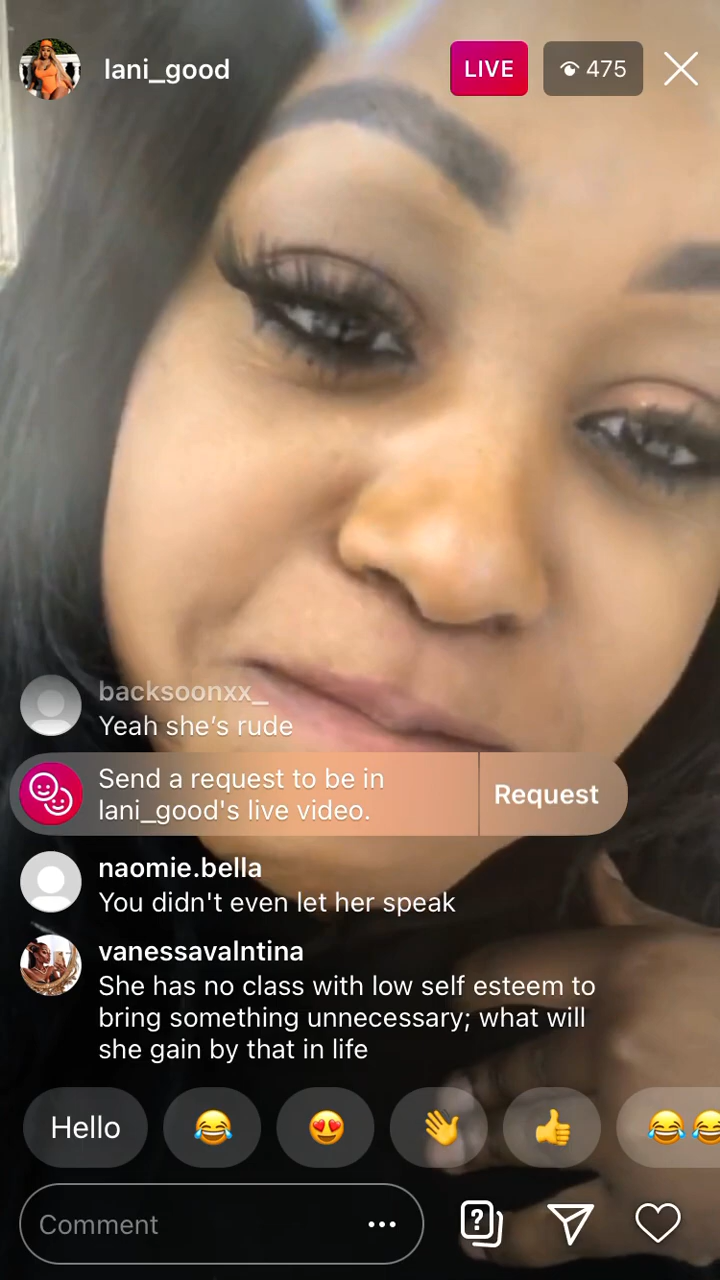 lani_good
LIVE
475
backsoonxx_
Yeah she’s rude
Send a request to be in
lani_good's live video.
Request
naomie.bella
You didn't even let her speak
vanessavalntina
She has no class with low self esteem to
bring something unnecessary; what will
she gain by that in life
Hello
😂
😍
👋
👍
😂😂
Comment